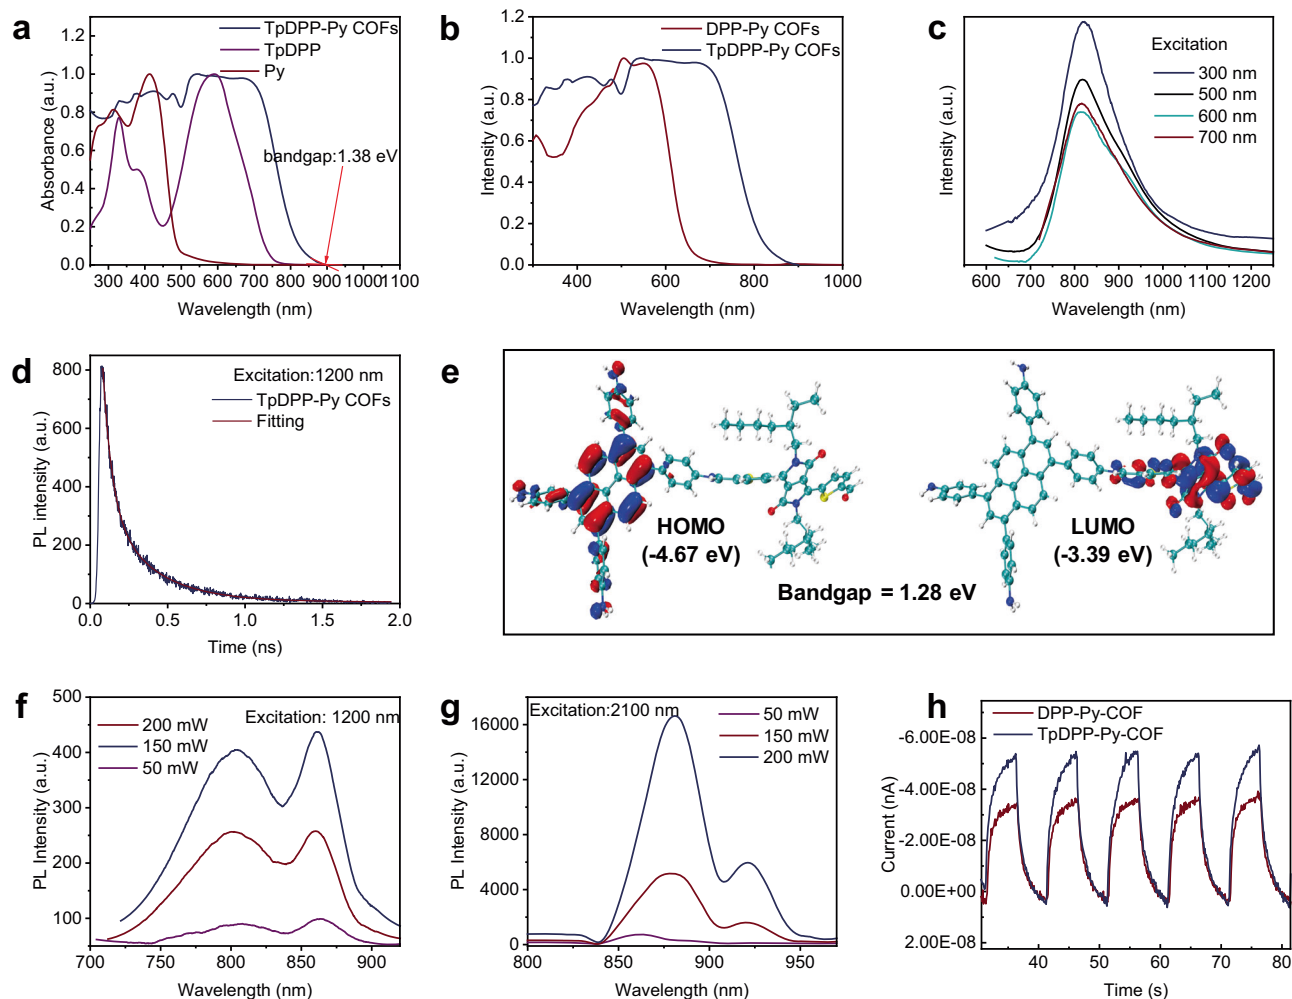 a
TpDPP-Py COFs
TpDPP
Py
bandgap:1.38 eV
Absorbance (a.u.)
1.2
1.0
0.8
0.6
0.4
0.2
0.0
300 400 500 600 700 800 900 1000 1100
Wavelength (nm)
b
DPP-Py COFs
TpDPP-Py COFs
Intensity (a.u.)
1.2
1.0
0.8
0.6
0.4
0.2
0.0
400 600 800 1000
Wavelength (nm)
c
Excitation
300 nm
500 nm
600 nm
700 nm
Intensity (a.u.)
600 700 800 900 1000 1100 1200
Wavelength (nm)
d
Excitation:1200 nm
TpDPP-Py COFs
Fitting
PL intensity (a.u.)
800
600
400
200
0
0.0 0.5 1.0 1.5 2.0
Time (ns)
e
HOMO
(-4.67 eV)
LUMO
(-3.39 eV)
Bandgap = 1.28 eV
f
Excitation: 1200 nm
200 mW
150 mW
50 mW
PL Intensity (a.u.)
500
400
300
200
100
700 750 800 850 900
Wavelength (nm)
g
Excitation:2100 nm
50 mW
150 mW
200 mW
PL Intensity (a.u.)
16000
12000
8000
4000
0
800 850 900 950
Wavelength (nm)
h
DPP-Py-COF
TpDPP-Py-COF
Current (nA)
-6.00E-08
-4.00E-08
-2.00E-08
0.00E+00
2.00E-08
40 50 60 70 80
Time (s)